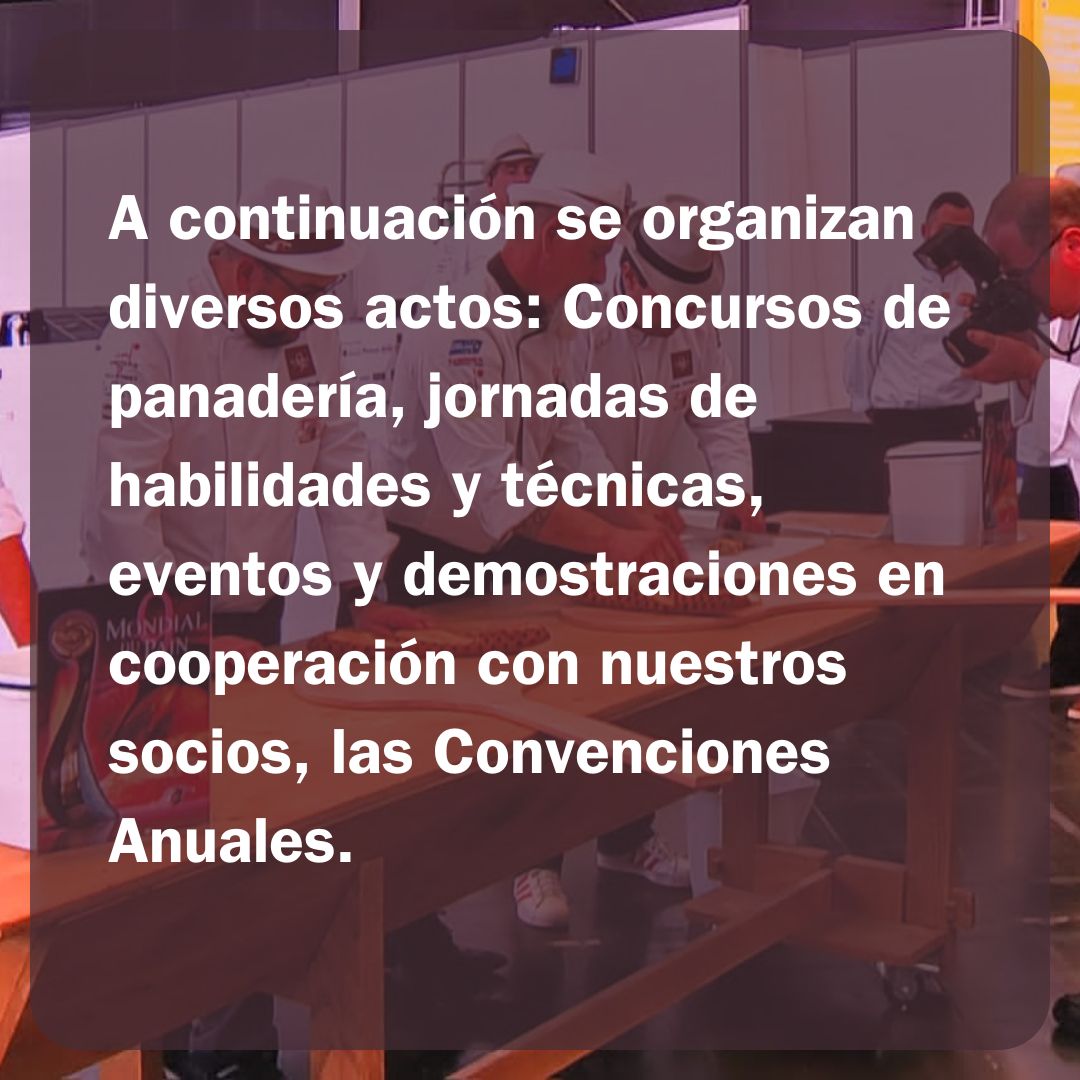 A continuación se organizan
diversos actos: Concursos de
panadería, jornadas de
habilidades y técnicas,
eventos y demostraciones en
cooperación con nuestros
socios, las Convenciones
Anuales.
MONDIAL